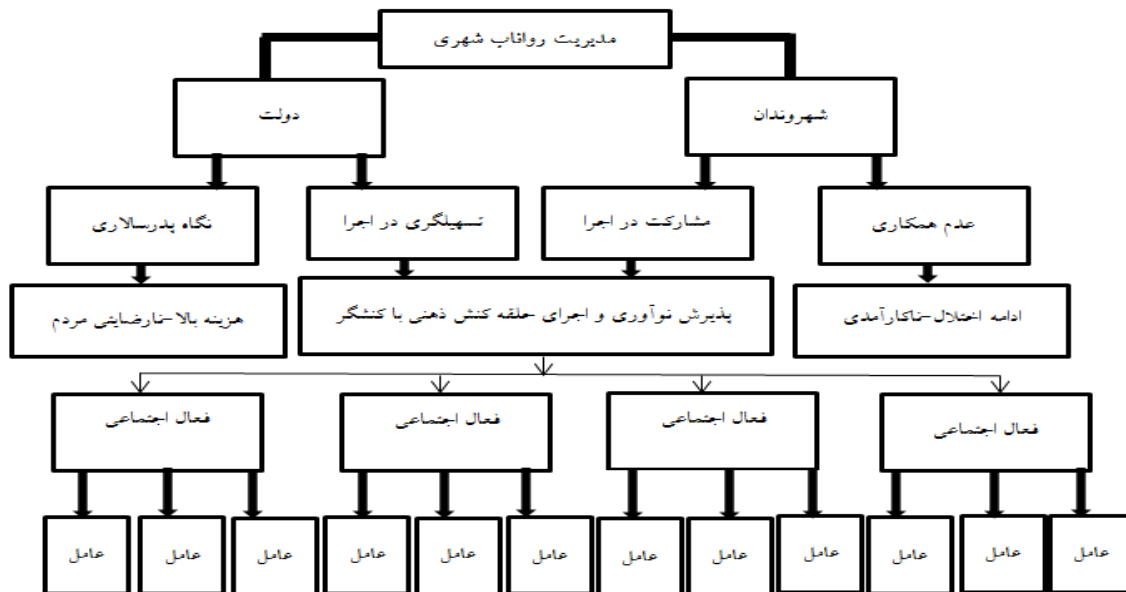 مدیریت رواناب شهری
شهروندان
دولت
عدم همکاری
مشارکت در اجرا
تسهیلگری در اجرا
نگاه پدرسالاری
ادامه اختلال-ناکارآمدی
پذیرش نوآوری و اجرای حلقه کنش ذهنی با کنشگر
هزینه بالا-نارضایتی مردم
فعال اجتماعی
فعال اجتماعی
فعال اجتماعی
فعال اجتماعی
عامل
عامل
عامل
عامل
عامل
عامل
عامل
عامل
عامل
عامل
عامل
عامل